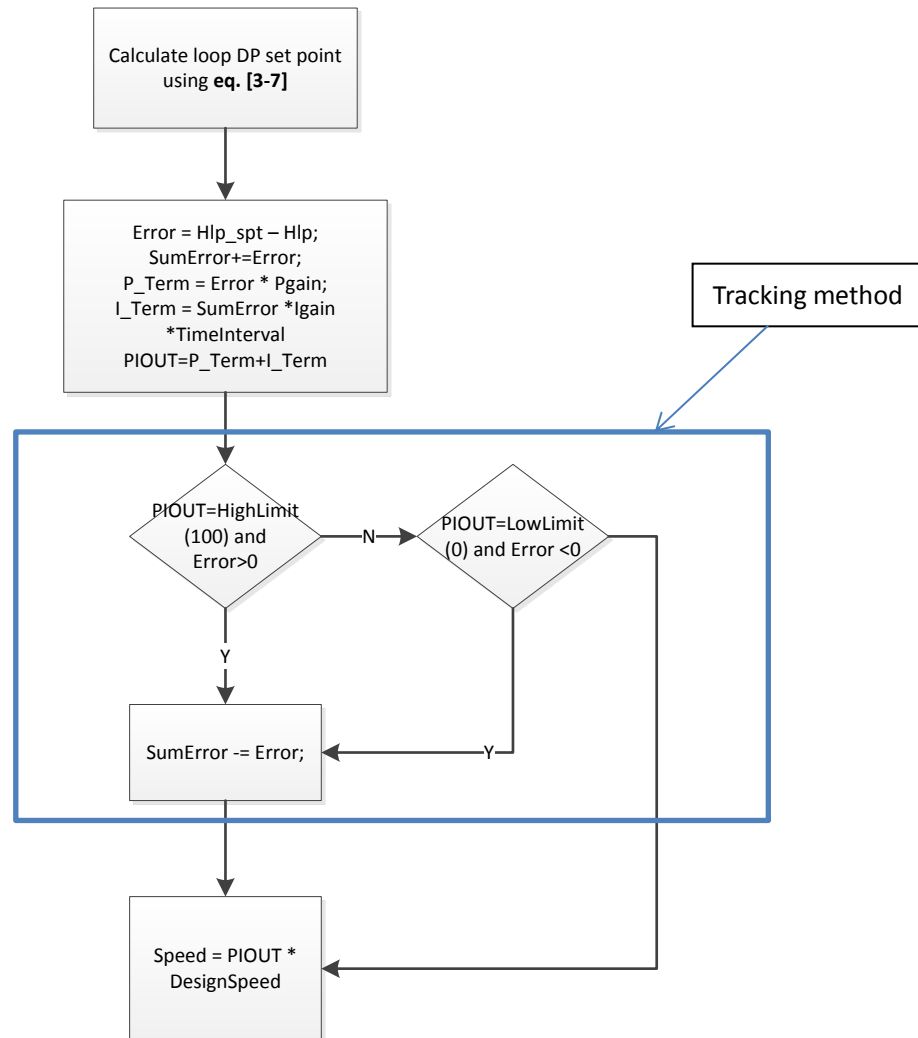 Calculate loop DP set point
using eq. [3-7]
Error = Hlp_spt – Hlp;
SumError+=Error;
P_Term = Error * Pgain;
I_Term = SumError *Igain
*TimeInterval
PIOUT=P_Term+I_Term
Tracking method
PIOUT=HighLimit
(100) and
Error>0
N
PIOUT=LowLimit
(0) and Error <0
Y
SumError -= Error;
Y
Speed = PIOUT *
DesignSpeed